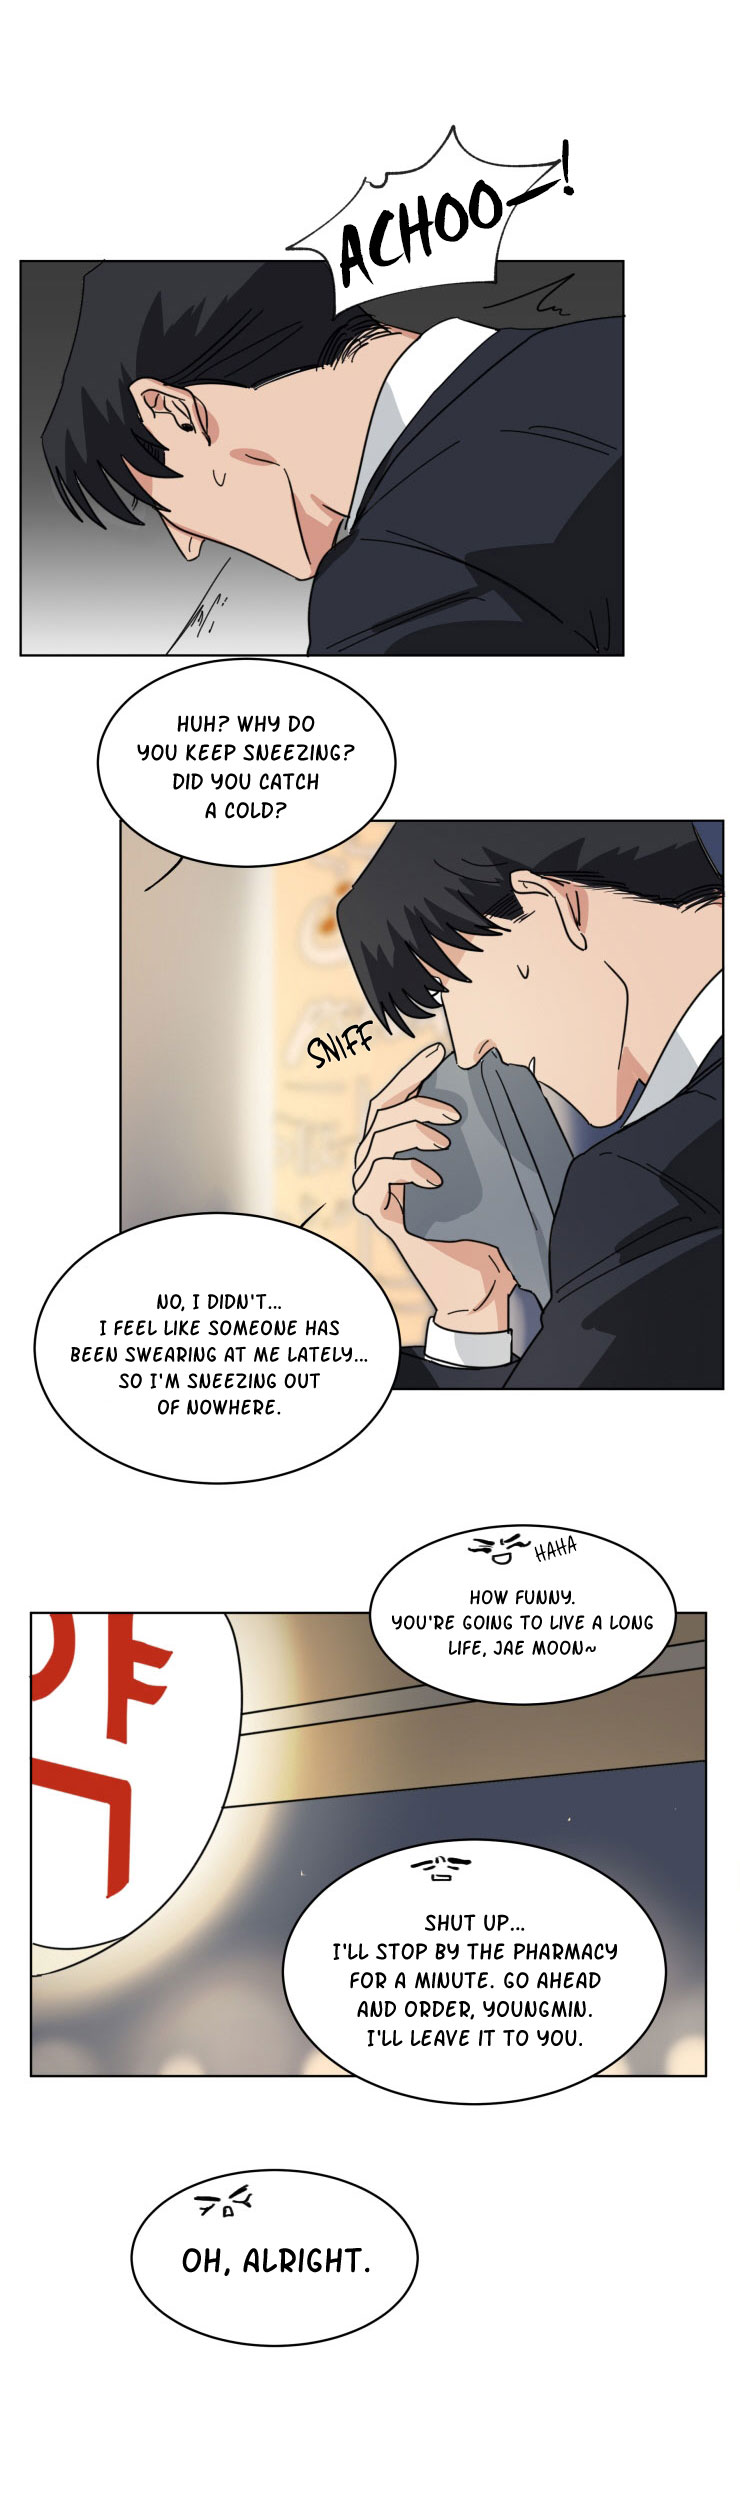 ACHOO—!
HUH? WHY DO
YOU KEEP SNEEZING?
DID YOU CATCH
A COLD?
SNIFF
NO, I DIDN'T...
I FEEL LIKE SOMEONE HAS
BEEN SWEARING AT ME LATELY...
SO I'M SNEEZING OUT
OF NOWHERE.
HAHA
HOW FUNNY.
YOU'RE GOING TO LIVE A LONG
LIFE, JAE MOON~
약
SHUT UP...
I'LL STOP BY THE PHARMACY
FOR A MINUTE. GO AHEAD
AND ORDER, YOUNGMIN.
I'LL LEAVE IT TO YOU.
OH, ALRIGHT.